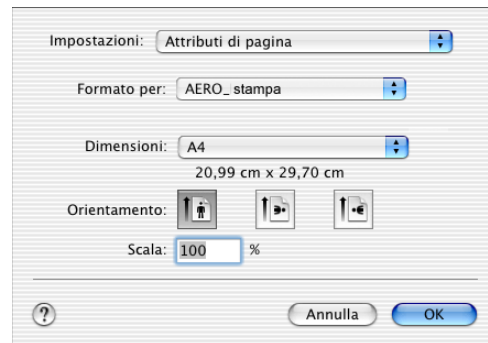 Impostazioni: Attributi di pagina
Formato per: AERO_ stampa
Dimensioni: A4
20,99 cm x 29,70 cm
Orientamento:
Scala: 100 %
? Annulla OK